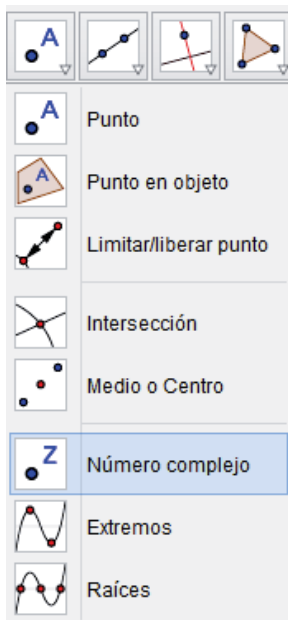 A
A
Punto
A
Punto en objeto
Limitar/liberar punto
Intersección
Medio o Centro
Z
Número complejo
Extremos
Raíces